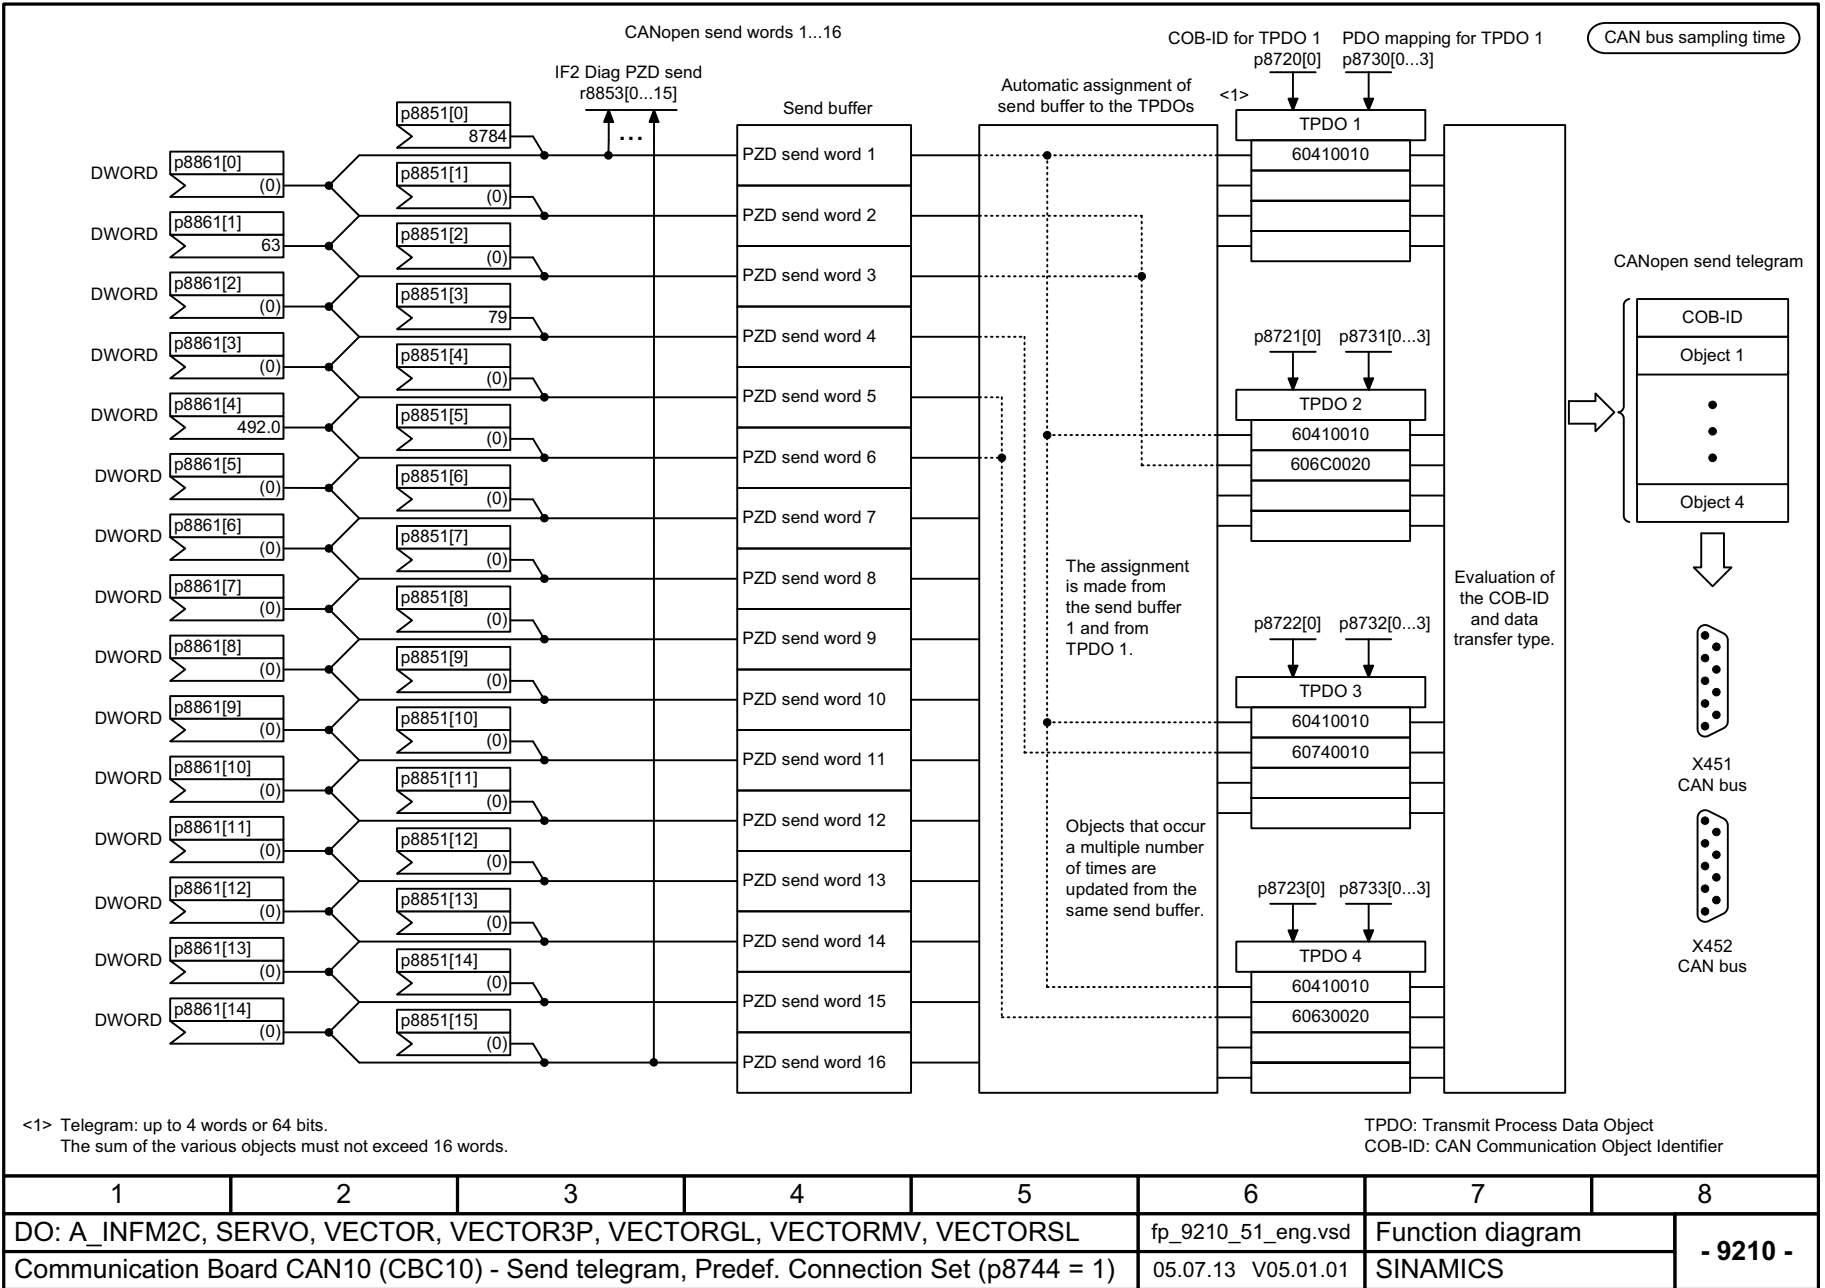 CANopen send words 1...16
COB-ID for TPDO 1
p8720[0]
PDO mapping for TPDO 1
p8730[0...3]
CAN bus sampling time
IF2 Diag PZD send
r8853[0...15]
...
Send buffer
Automatic assignment of
send buffer to the TPDOs
<1>
DWORD
p8861[0]
(0)
DWORD
p8861[1]
63
DWORD
p8861[2]
(0)
DWORD
p8861[3]
(0)
DWORD
p8861[4]
492.0
DWORD
p8861[5]
(0)
DWORD
p8861[6]
(0)
DWORD
p8861[7]
(0)
DWORD
p8861[8]
(0)
DWORD
p8861[9]
(0)
DWORD
p8861[10]
(0)
DWORD
p8861[11]
(0)
DWORD
p8861[12]
(0)
DWORD
p8861[13]
(0)
DWORD
p8861[14]
(0)
p8851[0]
8784
p8851[1]
(0)
p8851[2]
(0)
p8851[3]
79
p8851[4]
(0)
p8851[5]
(0)
p8851[6]
(0)
p8851[7]
(0)
p8851[8]
(0)
p8851[9]
(0)
p8851[10]
(0)
p8851[11]
(0)
p8851[12]
(0)
p8851[13]
(0)
p8851[14]
(0)
p8851[15]
(0)
PZD send word 1
PZD send word 2
PZD send word 3
PZD send word 4
PZD send word 5
PZD send word 6
PZD send word 7
PZD send word 8
PZD send word 9
PZD send word 10
PZD send word 11
PZD send word 12
PZD send word 13
PZD send word 14
PZD send word 15
PZD send word 16
The assignment
is made from
the send buffer
1 and from
TPDO 1.
Objects that occur
a multiple number
of times are
updated from the
same send buffer.
TPDO 1
60410010
p8721[0]
p8731[0...3]
TPDO 2
60410010
606C0020
p8722[0]
p8732[0...3]
TPDO 3
60410010
60740010
p8723[0]
p8733[0...3]
TPDO 4
60410010
60630020
Evaluation of
the COB-ID
and data
transfer type.
CANopen send telegram
COB-ID
Object 1
Object 4
X451
CAN bus
X452
CAN bus
<1> Telegram: up to 4 words or 64 bits.
The sum of the various objects must not exceed 16 words.
TPDO: Transmit Process Data Object
COB-ID: CAN Communication Object Identifier
1 2 3 4 5 6 7 8
DO: A_INFM2C, SERVO, VECTOR, VECTOR3P, VECTORGL, VECTORMV, VECTORSL
fp_9210_51_eng.vsd
Function diagram
- 9210 -
Communication Board CAN10 (CBC10) - Send telegram, Predef. Connection Set (p8744 = 1)
05.07.13 V05.01.01
SINAMICS